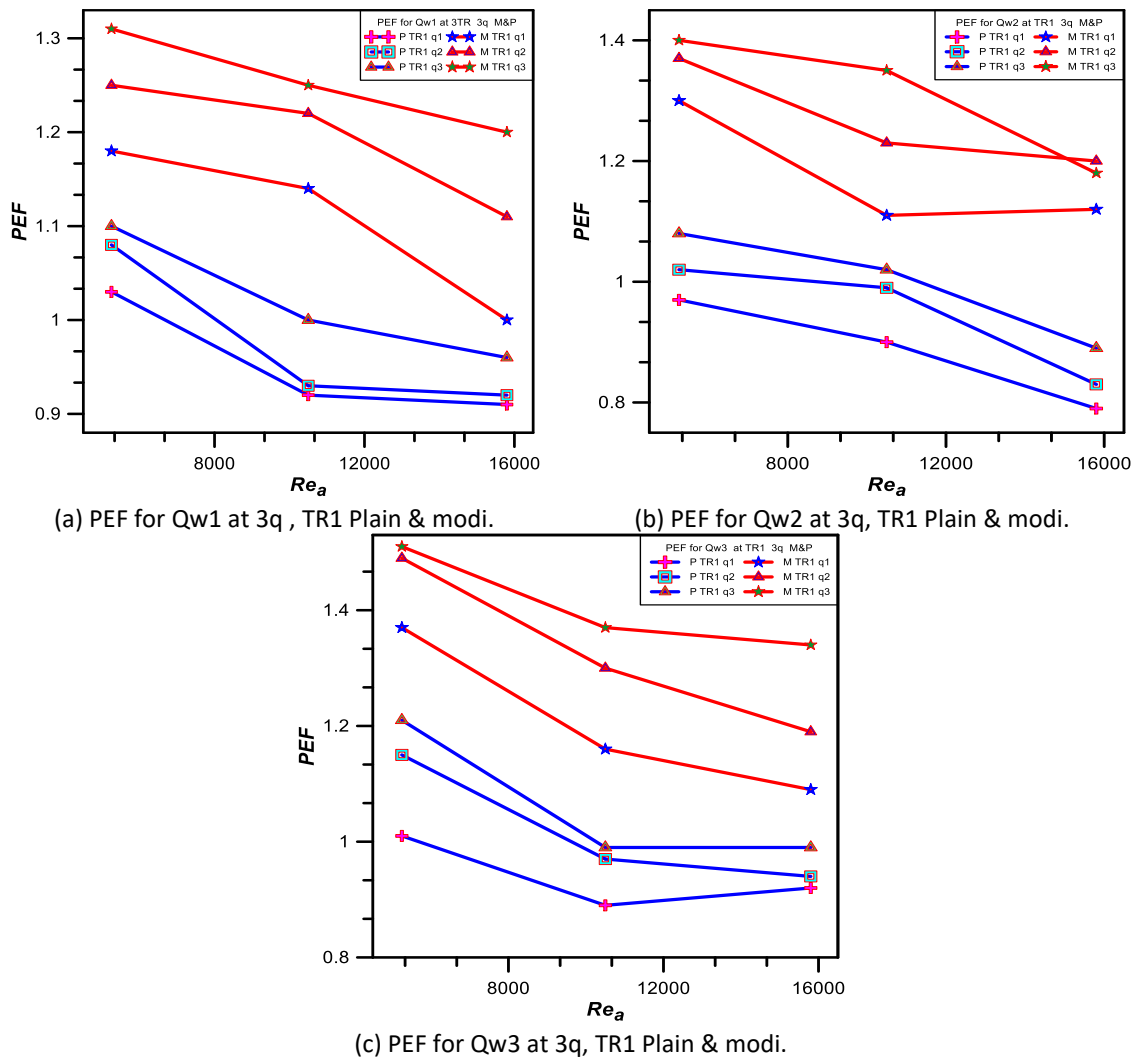 PEF for Qw1 at 3TR 3q M&P
P TR1 q1 M TR1 q1
P TR1 q2 M TR1 q2
P TR1 q3 M TR1 q3
1.3
1.2
1.1
1
0.9
PEF
8000 12000 16000
Rea
(a) PEF for Qw1 at 3q , TR1 Plain & modi.
PEF for Qw2 at TR1 3q M&P
P TR1 q1 M TR1 q1
P TR1 q2 M TR1 q2
P TR1 q3 M TR1 q3
1.4
1.2
1
0.8
PEF
8000 12000 16000
Rea
(b) PEF for Qw2 at 3q, TR1 Plain & modi.
PEF for Qw3 at TR1 3q M&P
P TR1 q1 M TR1 q1
P TR1 q2 M TR1 q2
P TR1 q3 M TR1 q3
1.4
1.2
1
0.8
PEF
8000 12000 16000
Rea
(c) PEF for Qw3 at 3q, TR1 Plain & modi.